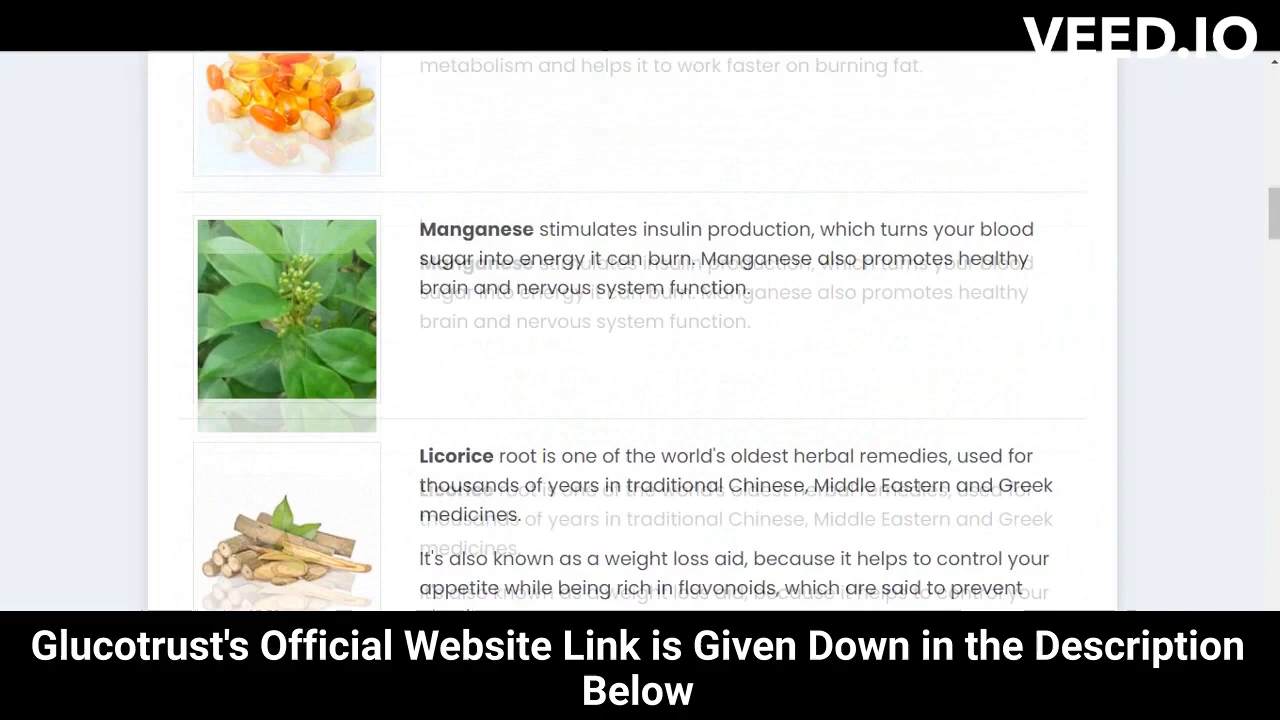 VEED.IO
metabolism and helps it to work faster on burning fat.
Manganese stimulates insulin production, which turns your blood
sugar into energy it can burn. Manganese also promotes healthy
brain and nervous system function.
Licorice root is one of the world's oldest herbal remedies, used for
thousands of years in traditional Chinese, Middle Eastern and Greek
medicines.
It's also known as a weight loss aid, because it helps to control your
appetite while being rich in flavonoids, which are said to prevent
Glucotrust's Official Website Link is Given Down in the Description
Below